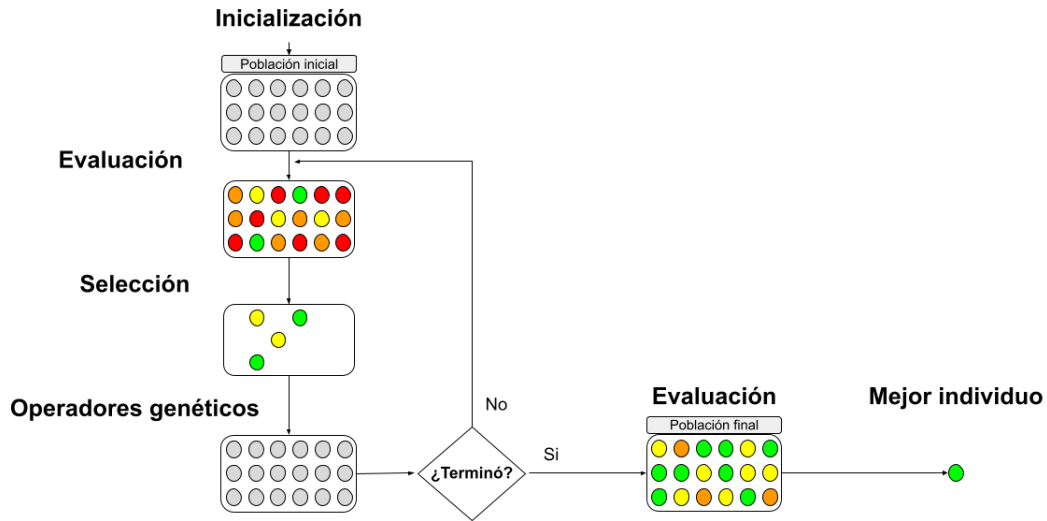 Inicialización
Población inicial
Evaluación
Selección
Operadores genéticos
No
¿Terminó?
Si
Evaluación
Población final
Mejor individuo